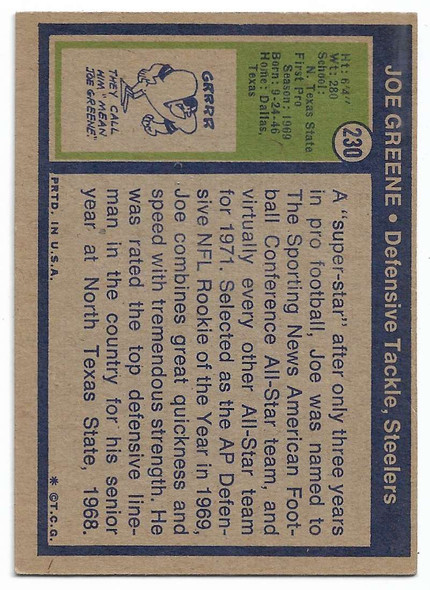 JOE GREENE • Defensive Tackle, Steelers
230
Ht: 6'4"
Wt: 280
School:
N. Texas State
First Pro
Season: 1969
Born: 9-24-46
Home: Dallas,
Texas
GRRRR
THEY CALL
HIM "MEAN
JOE GREENE."
A "super-star" after only three years
in pro football, Joe was named to
The Sporting News American Foot-
ball Conference All-Star team, and
virtually every other All-Star team
for 1971. Selected as the AP Defen-
sive NFL Rookie of the Year in 1969,
Joe combines great quickness and
speed with tremendous strength. He
was rated the top defensive line-
man in the country for his senior
year at North Texas State, 1968.
PRTD. IN U.S.A.
* ©T.C.G.